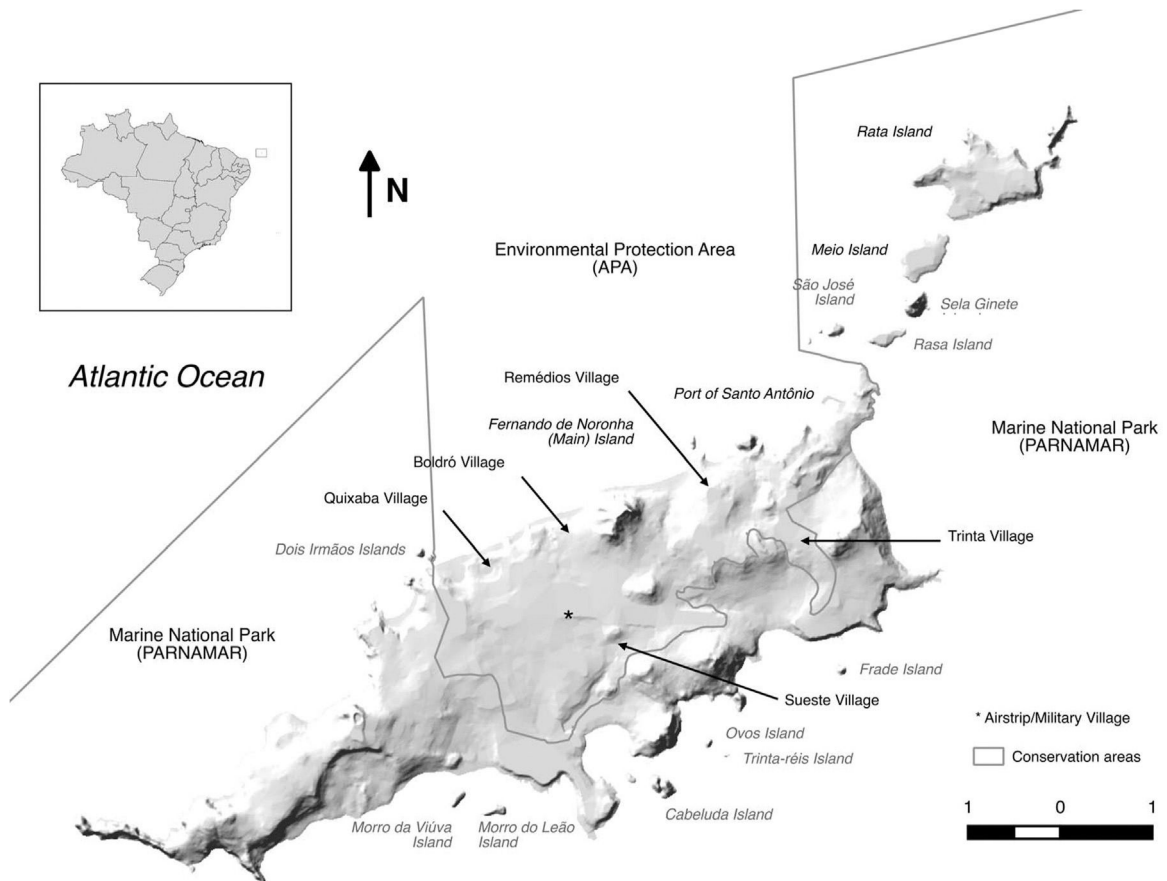 Rata Island
N
Environmental Protection Area
(APA)
Meio Island
São José
Island
Sela Ginete
Rasa Island
Atlantic Ocean
Remédios Village
Port of Santo Antônio
Fernando de Noronha
(Main) Island
Marine National Park
(PARNAMAR)
Boldró Village
Quixaba Village
Dois Irmãos Islands
Trinta Village
*
Marine National Park
(PARNAMAR)
Frade Island
Sueste Village
* Airstrip/Military Village
Ovos Island
Trinta-réis Island
Conservation areas
Cabeluda Island
Morro da Viúva
Island
Morro do Leão
Island
1 0 1